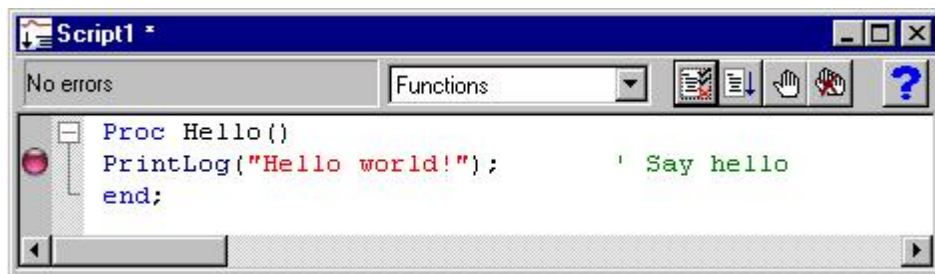 Script1 *
No errors Functions ?
Proc Hello()
PrintLog("Hello world!"); ' Say hello
end;